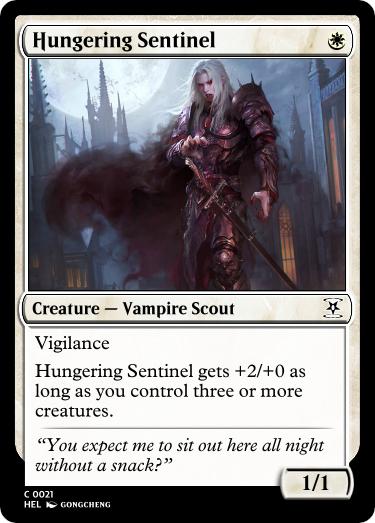 Hungering Sentinel
Creature — Vampire Scout
Vigilance
Hungering Sentinel gets +2/+0 as
long as you control three or more
creatures.
“You expect me to sit out here all night
without a snack?”
1/1
C 0021
HEL GONGCHENG